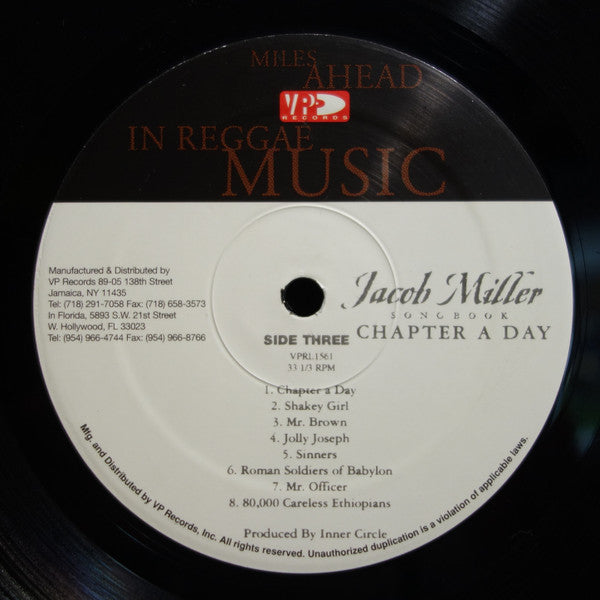 MILES
AHEAD
VP
RECORDS
IN REGGAE
MUSIC
Manufactured & Distributed by
VP Records 89-05 138th Street
Jamaica, NY 11435
Tel: (718) 291-7058 Fax: (718) 658-3573
In Florida, 5893 S.W. 21st Street
W. Hollywood, FL 33023
Tel: (954) 966-4744 Fax: (954) 966-8766
Jacob Miller
SONGBOOK
CHAPTER A DAY
SIDE THREE
VPRL1561
33 1/3 RPM
1. Chapter a Day
2. Shakey Girl
3. Mr. Brown
4. Jolly Joseph
5. Sinners
6. Roman Soldiers of Babylon
7. Mr. Officer
8. 80,000 Careless Ethiopians
Produced By Inner Circle
Mfg. and Distributed by VP Records, Inc. All rights reserved. Unauthorized duplication is a violation of applicable laws.